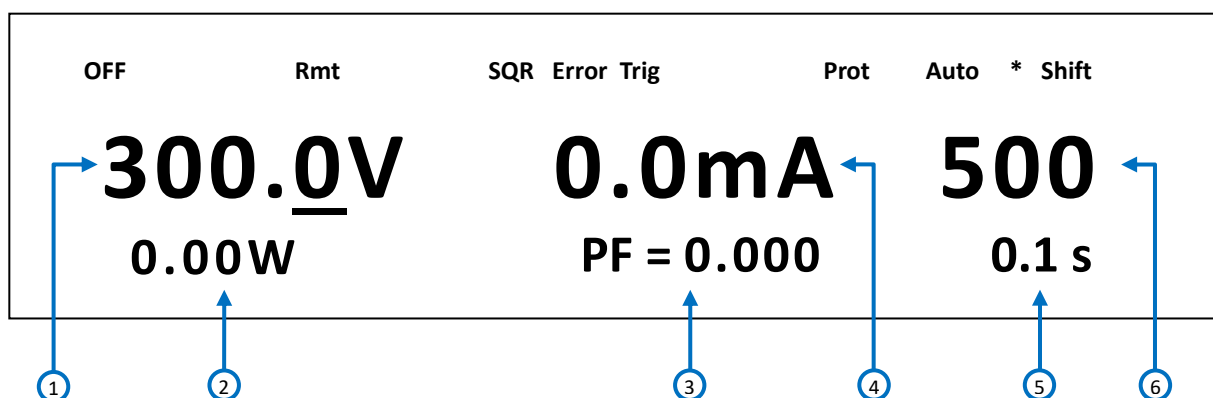 OFF Rmt SQR Error Trig Prot Auto * Shift
300.0V 0.0mA 500
0.00W PF = 0.000 0.1 s
1 2 3 4 5 6